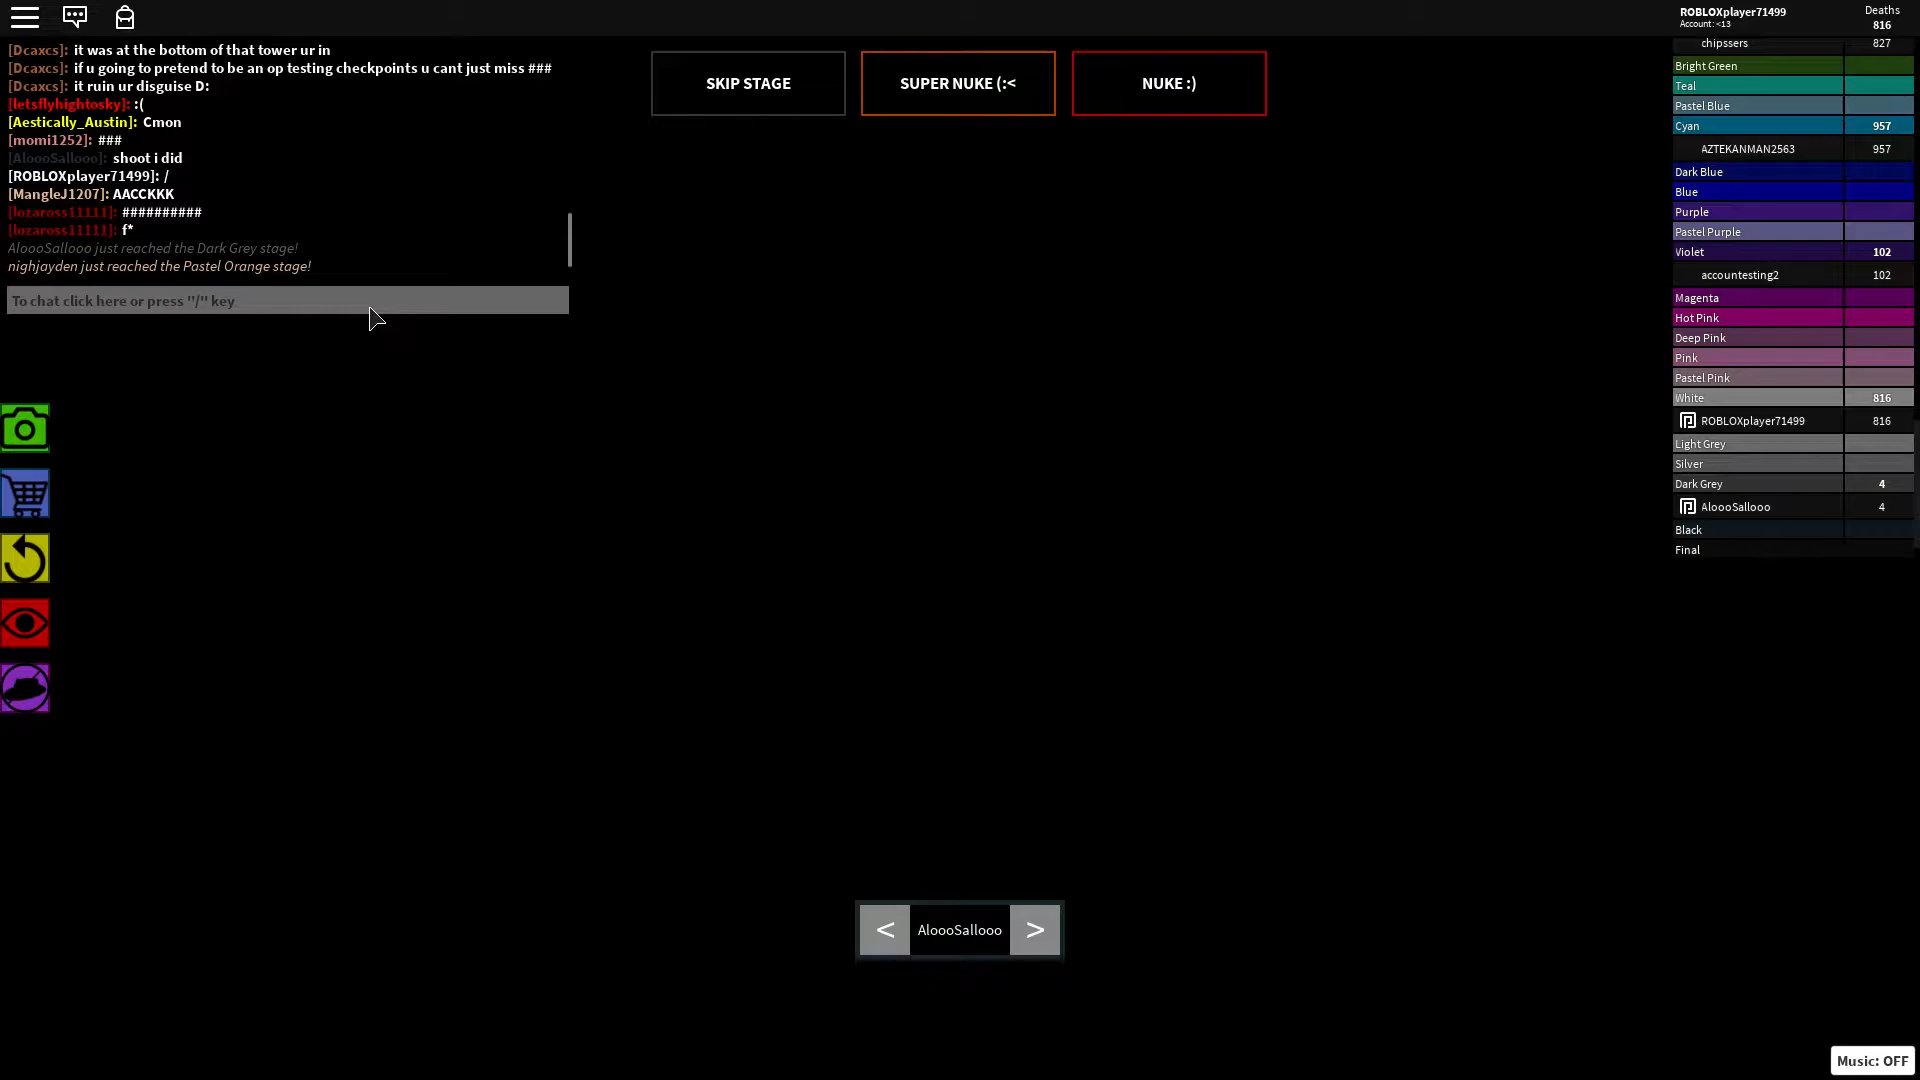 [Dcaxcs]: it was at the bottom of that tower ur in
[Dcaxcs]: if u going to pretend to be an op testing checkpoints u cant just miss ###
[Dcaxcs]: it ruin ur disguise D:
[letsflyhightosky]: :(
[Aestically_Austin]: Cmon
[momi1252]: ###
[AloooSallooo]: shoot i did
[ROBLOXplayer71499]: /
[MangleJ1207]: AACCKKK
[lozaross11111]: ##########
[lozaross11111]: f*
AloooSallooo just reached the Dark Grey stage!
nighjayden just reached the Pastel Orange stage!
To chat click here or press "/" key
SKIP STAGE
SUPER NUKE (:<
NUKE :)
ROBLOXplayer71499 Deaths
Account: <13 816
chipssers 827
Bright Green
Teal
Pastel Blue
Cyan 957
AZTEKANMAN2563 957
Dark Blue
Blue
Purple
Pastel Purple
Violet 102
accountesting2 102
Magenta
Hot Pink
Deep Pink
Pink
Pastel Pink
White 816
ROBLOXplayer71499 816
Light Grey
Silver
Dark Grey 4
AloooSallooo 4
Black
Final
< AloooSallooo >
Music: OFF